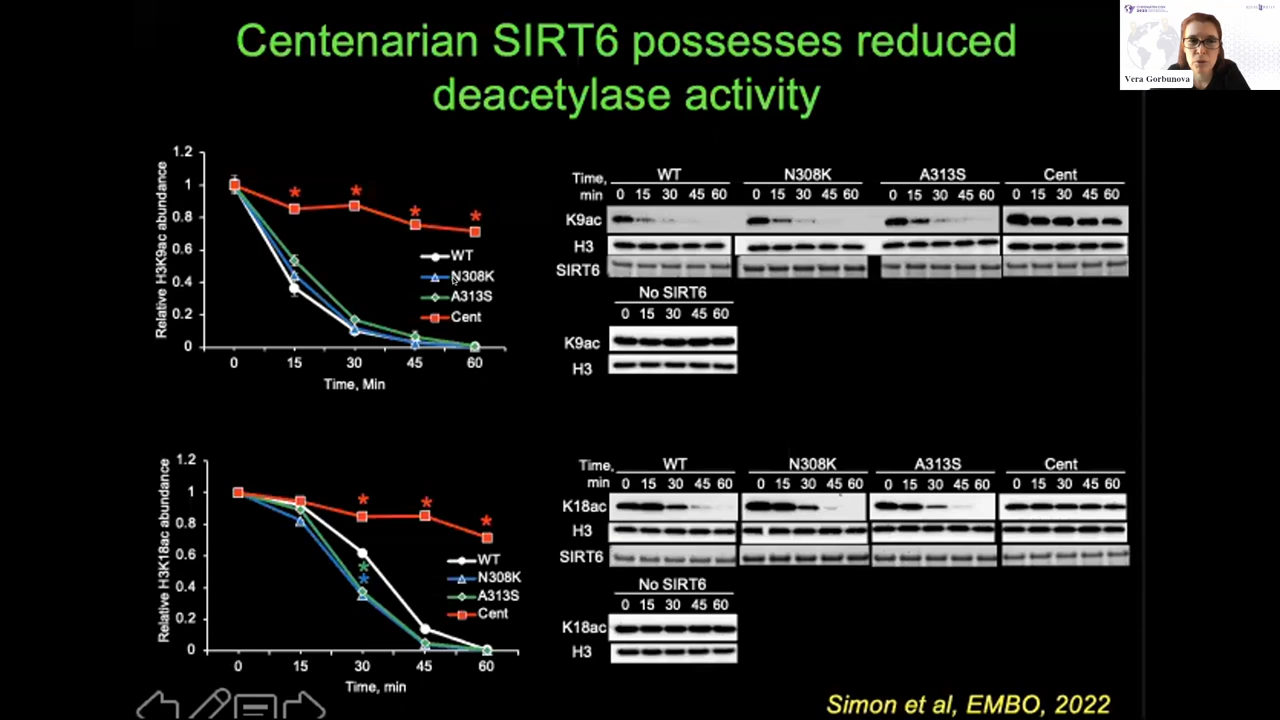 Centenarian SIRT6 possesses reduced
deacetylase activity
Vera Gorbunova
Relative H3K9ac abundance
1.2
1
0.8
0.6
0.4
0.2
0
0 15 30 45 60
Time, Min
* * * *
WT
N308K
A313S
Cent
Time, min
WT N308K A313S Cent
0 15 30 45 60 0 15 30 45 60 0 15 30 45 60 0 15 30 45 60
K9ac
H3
SIRT6
No SIRT6
0 15 30 45 60
K9ac
H3
Relative H3K18ac abundance
1.2
1
0.8
0.6
0.4
0.2
0
0 15 30 45 60
Time, min
* * *
*
*
WT
N308K
A313S
Cent
Time, min
WT N308K A313S Cent
0 15 30 45 60 0 15 30 45 60 0 15 30 45 60 0 15 30 45 60
K18ac
H3
SIRT6
No SIRT6
0 15 30 45 60
K18ac
H3
Simon et al, EMBO, 2022